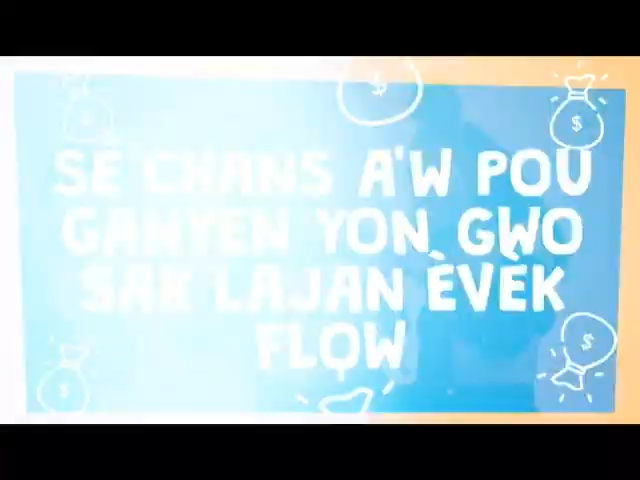 SE CHANS A'W POU
GANYEN YON GWO
SAK LAJAN ÈVÈK
FLOW
$
$
$
$
$